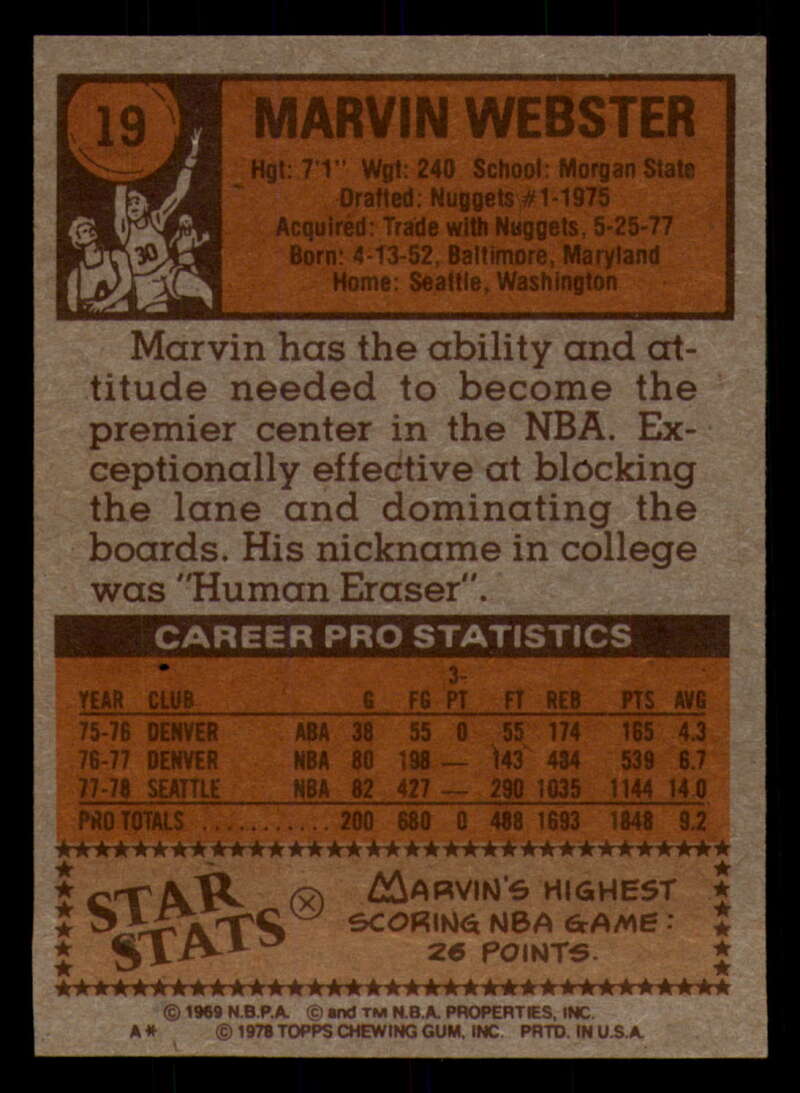 19
MARVIN WEBSTER
Hgt: 7'1" Wgt: 240 School: Morgan State
Drafted: Nuggets #1-1975
Acquired: Trade with Nuggets, 5-25-77
Born: 4-13-52, Baltimore, Maryland
Home: Seattle, Washington
30
Marvin has the ability and at-
titude needed to become the
premier center in the NBA. Ex-
ceptionally effective at blocking
the lane and dominating the
boards. His nickname in college
was "Human Eraser".
CAREER PRO STATISTICS
YEAR CLUB G FG 3-PT FT REB PTS AVG
75-76 DENVER ABA 38 55 0 55 174 165 4.3
76-77 DENVER NBA 80 198 — 143 484 539 6.7
77-78 SEATTLE NBA 82 427 — 290 1035 1144 14.0
PRO TOTALS ............ 200 680 0 488 1693 1848 9.2
STAR STATS
MARVIN'S HIGHEST
SCORING NBA GAME:
26 POINTS.
© 1969 N.B.P.A. © and TM N.B.A. PROPERTIES, INC.
A* © 1978 TOPPS CHEWING GUM, INC. PRTD. IN U.S.A.